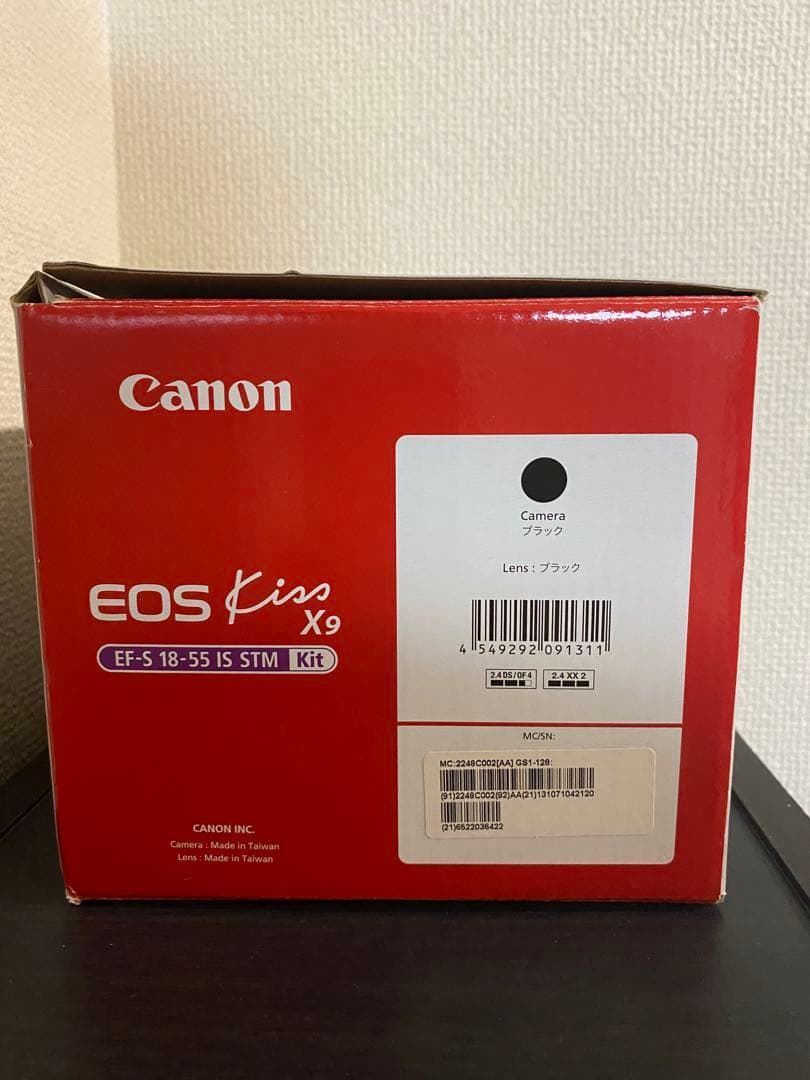 Canon
EOS Kiss X9
EF-S 18-55 IS STM Kit
CANON INC.
Camera : Made in Taiwan
Lens : Made in Taiwan
Camera
ブラック
Lens : ブラック
4 549292 091311
2.4 DS/OF4 2.4 XX 2
MC/SN:
MC:2248C002[AA] GS1-128:
(91)2248C002(92)AA(21)131071042120
(21)6522036422